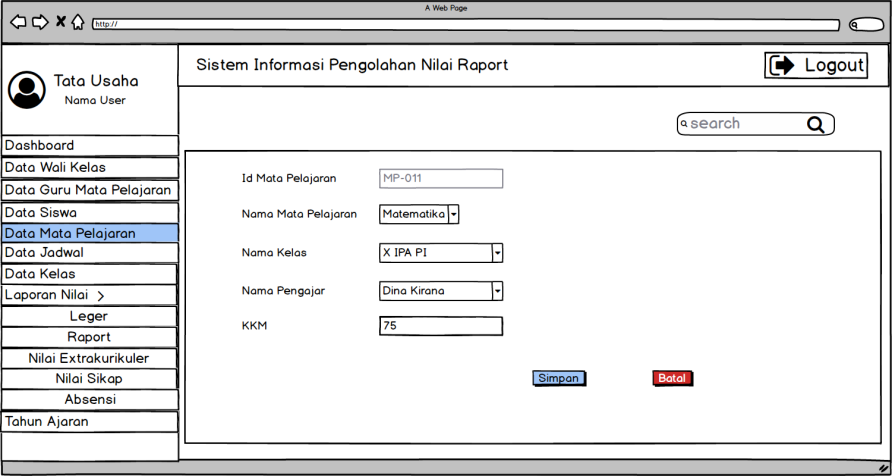 A Web Page
http://
Tata Usaha
Nama User
Sistem Informasi Pengolahan Nilai Raport
Logout
search
Dashboard
Data Wali Kelas
Data Guru Mata Pelajaran
Data Siswa
Data Mata Pelajaran
Data Jadwal
Data Kelas
Laporan Nilai >
Leger
Raport
Nilai Extrakurikuler
Nilai Sikap
Absensi
Tahun Ajaran
Id Mata Pelajaran MP-011
Nama Mata Pelajaran Matematika
Nama Kelas X IPA PI
Nama Pengajar Dina Kirana
KKM 75
Simpan Batal